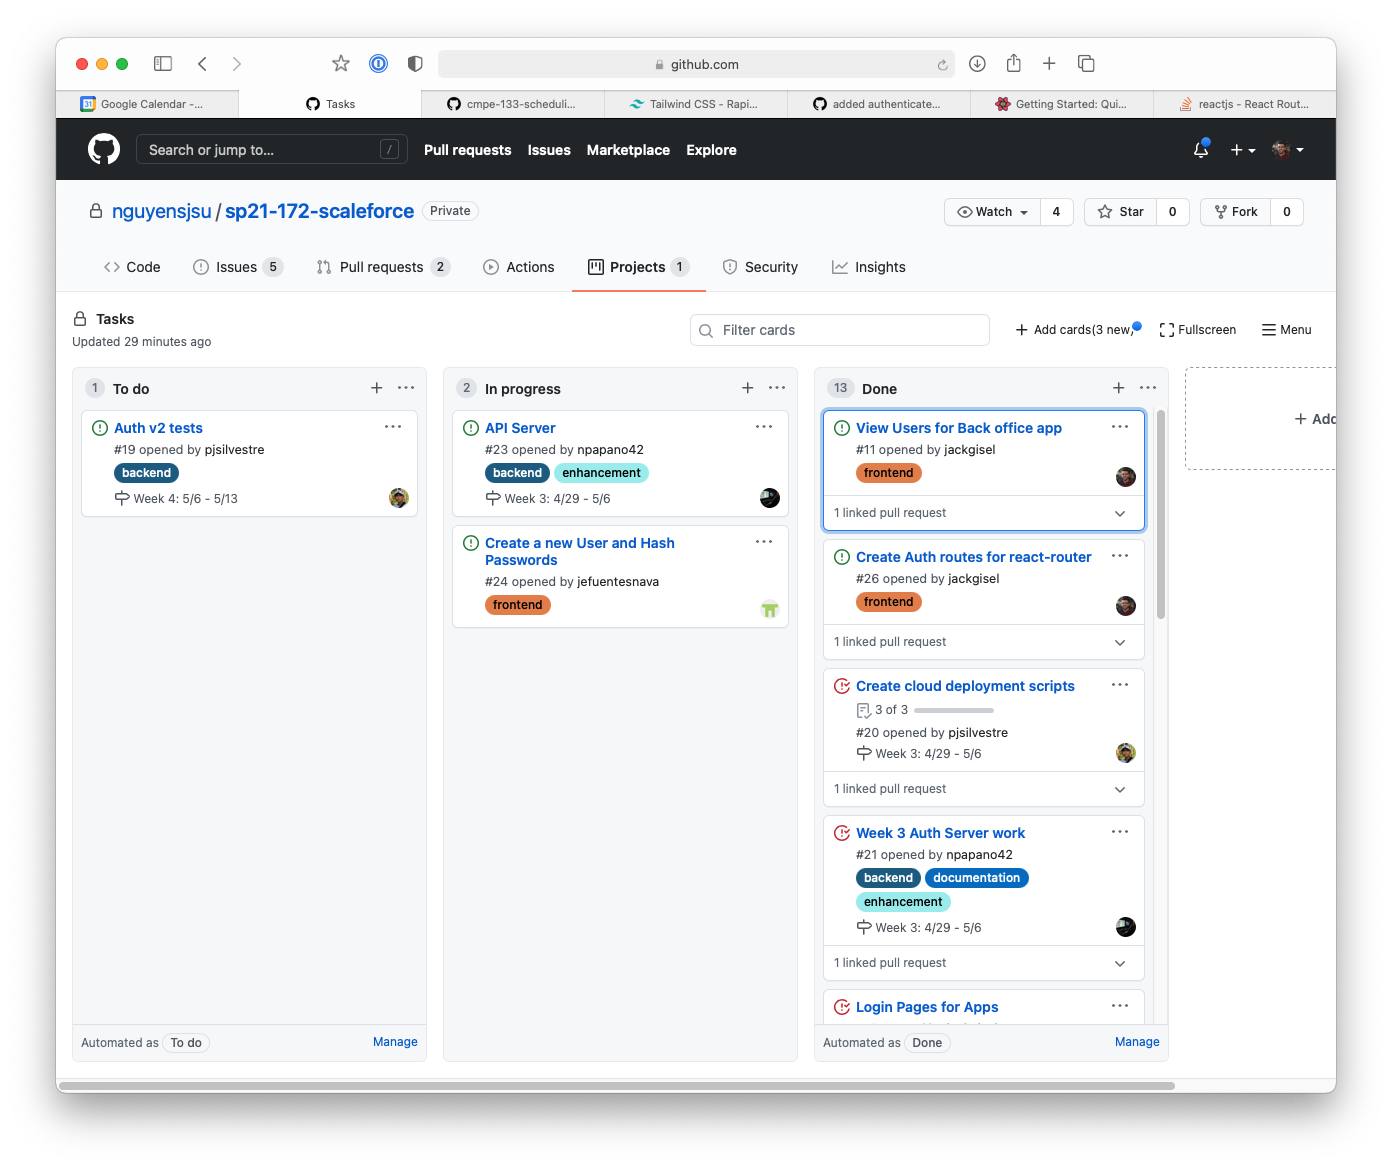 github.com
Google Calendar -...
Tasks
cmpe-133-scheduli...
Tailwind CSS - Rapi...
added authenticate...
Getting Started: Qui...
reactjs - React Rout...
Search or jump to...
/
Pull requests
Issues
Marketplace
Explore
nguyensjsu / sp21-172-scaleforce
Private
Watch 4
Star 0
Fork 0
Code
Issues 5
Pull requests 2
Actions
Projects 1
Security
Insights
Tasks
Updated 29 minutes ago
Filter cards
Add cards(3 new)
Fullscreen
Menu
1 To do
Auth v2 tests
#19 opened by pjsilvestre
backend
Week 4: 5/6 - 5/13
Automated as To do
Manage
2 In progress
API Server
#23 opened by npapano42
backend enhancement
Week 3: 4/29 - 5/6
Create a new User and Hash
Passwords
#24 opened by jefuentesnava
frontend
13 Done
View Users for Back office app
#11 opened by jackgisel
frontend
1 linked pull request
Create Auth routes for react-router
#26 opened by jackgisel
frontend
1 linked pull request
Create cloud deployment scripts
3 of 3
#20 opened by pjsilvestre
Week 3: 4/29 - 5/6
1 linked pull request
Week 3 Auth Server work
#21 opened by npapano42
backend documentation
enhancement
Week 3: 4/29 - 5/6
1 linked pull request
Login Pages for Apps
Automated as Done
Manage
+ Add